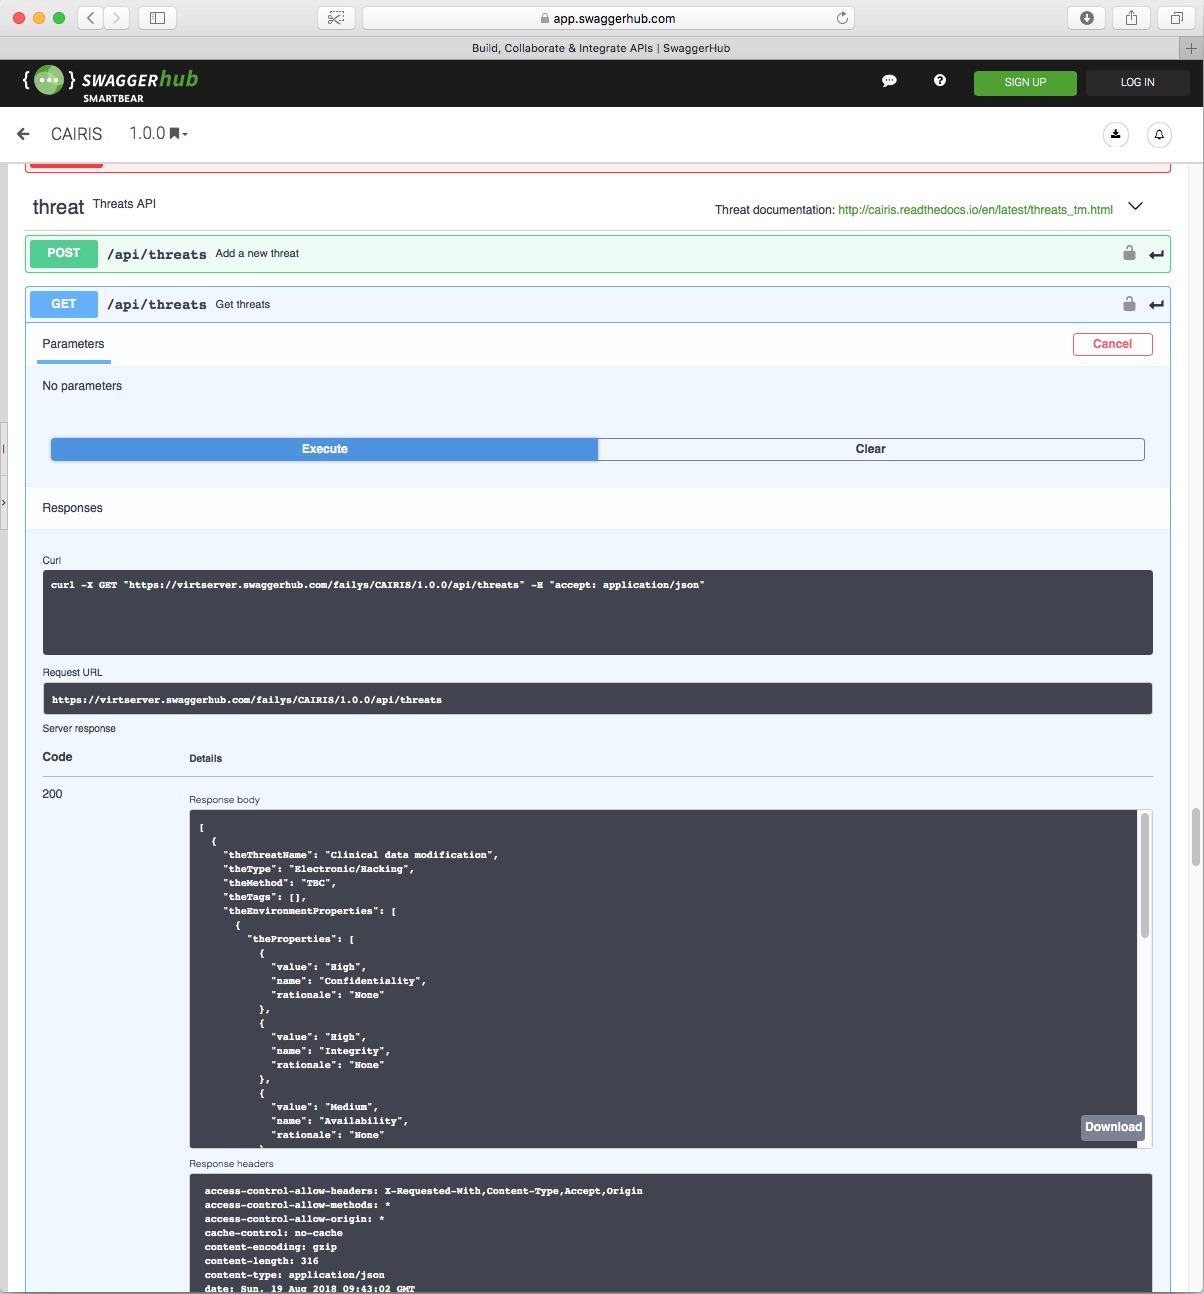 app.swaggerhub.com
Build, Collaborate & Integrate APIs | SwaggerHub
{···} SWAGGERhub
SMARTBEAR
SIGN UP
LOG IN
CAIRIS 1.0.0
threat Threats API
Threat documentation: http://cairis.readthedocs.io/en/latest/threats_tm.html
POST /api/threats Add a new threat
GET /api/threats Get threats
Parameters
Cancel
No parameters
Execute
Clear
Responses
Curl
curl -X GET "https://virtserver.swaggerhub.com/failys/CAIRIS/1.0.0/api/threats" -H "accept: application/json"
Request URL
https://virtserver.swaggerhub.com/failys/CAIRIS/1.0.0/api/threats
Server response
Code Details
200
Response body
[
{
"theThreatName": "Clinical data modification",
"theType": "Electronic/Hacking",
"theMethod": "TBC",
"theTags": [],
"theEnvironmentProperties": [
{
"theProperties": [
{
"value": "High",
"name": "Confidentiality",
"rationale": "None"
},
{
"value": "High",
"name": "Integrity",
"rationale": "None"
},
{
"value": "Medium",
"name": "Availability",
"rationale": "None"
Download
Response headers
access-control-allow-headers: X-Requested-With,Content-Type,Accept,Origin
access-control-allow-methods: *
access-control-allow-origin: *
cache-control: no-cache
content-encoding: gzip
content-length: 316
content-type: application/json
date: Sun, 19 Aug 2018 09:43:02 GMT